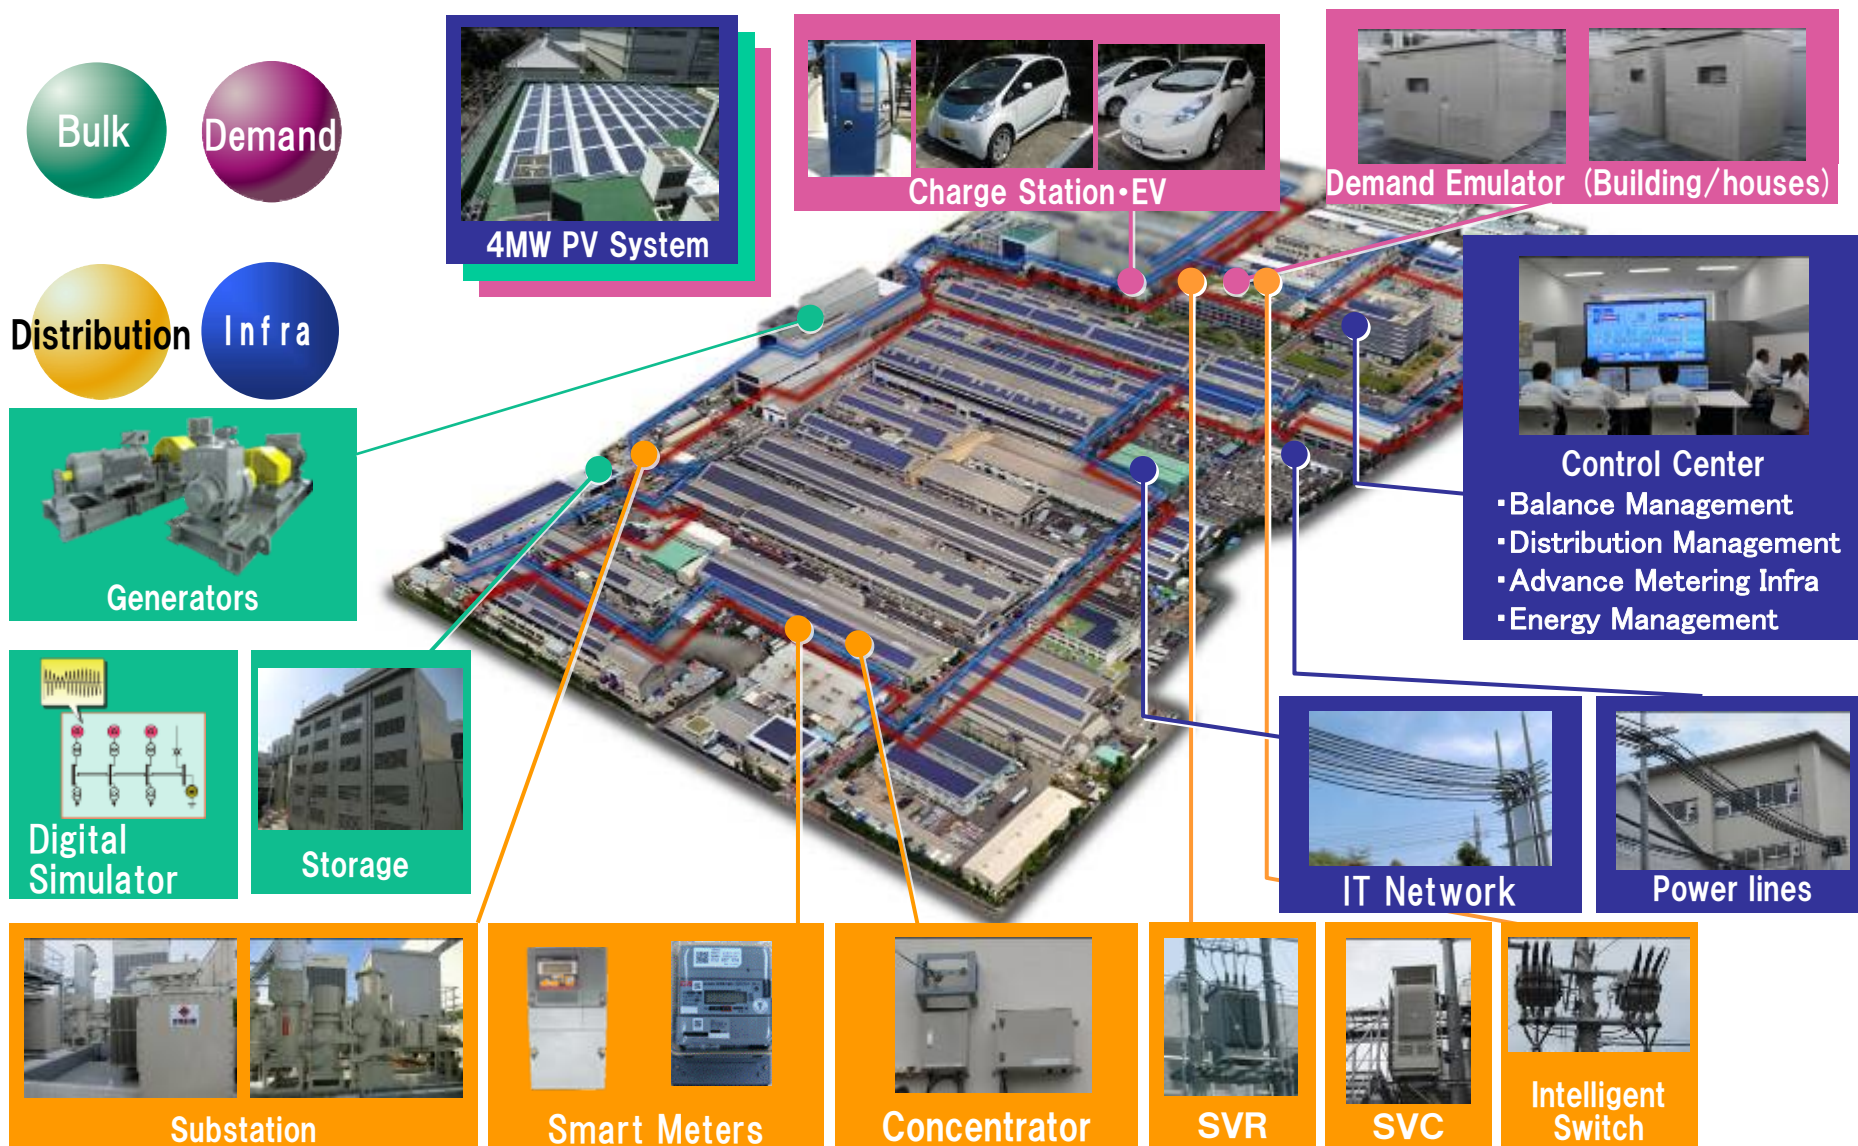 Bulk
Demand
Distribution
Infra
4MW PV System
Charge Station・EV
Demand Emulator (Building/houses)
Control Center
・Balance Management
・Distribution Management
・Advance Metering Infra
・Energy Management
Generators
Digital
Simulator
Storage
IT Network
Power lines
Substation
Smart Meters
Concentrator
SVR
SVC
Intelligent
Switch